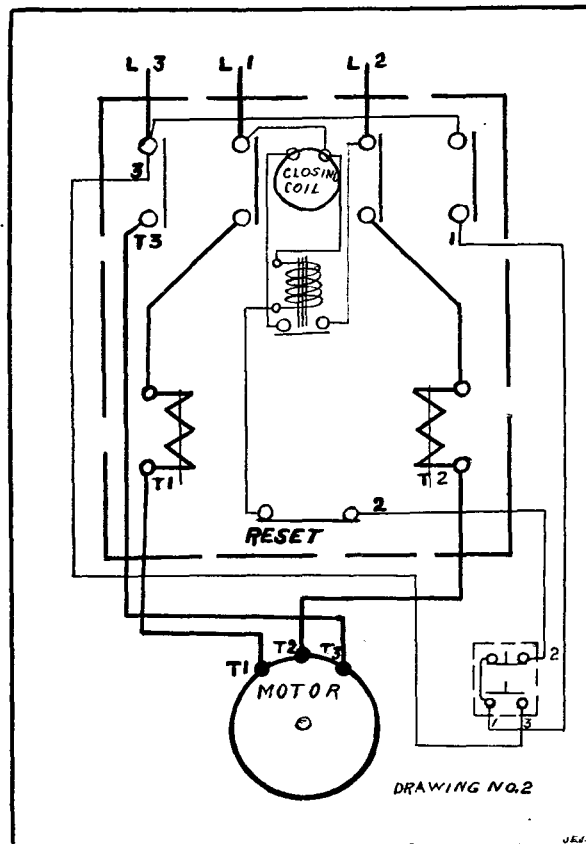 L 3 L 1 L 2
3 CLOSING
COIL
T3 1
T1 T2
RESET 2
2
T1 T2 T3
MOTOR
1 3
DRAWING NO.2